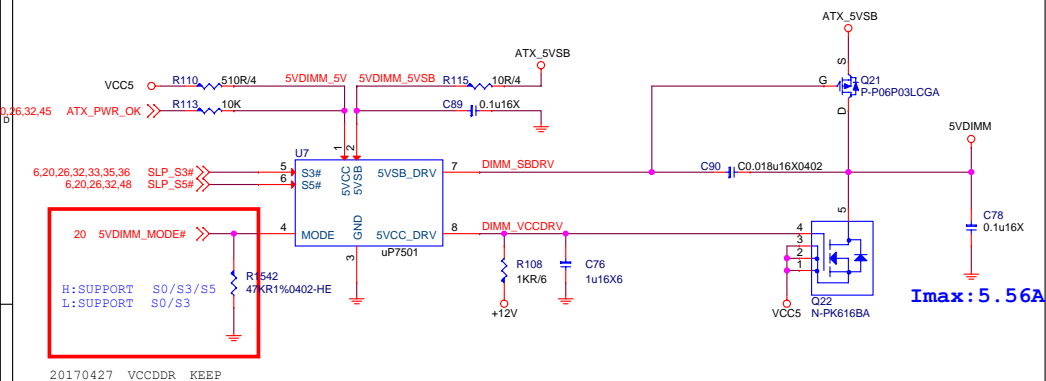 ATX_5VSB
ATX_5VSB
VCC5
R110
510R/4
5VDIMM_5V
5VDIMM_5VSB
R115
10R/4
S
Q21
G
P-P06P03LCGA
D
0,26,32,45
ATX_PWR_OK
R113
10K
C89
0.1u16X
D
1
2
5VDIMM
U7
5VCC
5VSB
6,20,26,32,33,35,36
SLP_S3#
5
S3#
5VSB_DRV
7
DIMM_SBDRV
C90
C0.018u16X0402
6,20,26,32,48
SLP_S5#
6
S5#
GND
20
5VDIMM_MODE#
4
MODE
5VCC_DRV
8
DIMM_VCCDRV
5
4
3
2
1
C78
0.1u16X
uP7501
3
R1542
47KR1%0402-HE
R108
1KR/6
C76
1u16X6
H:SUPPORT S0/S3/S5
L:SUPPORT S0/S3
+12V
VCC5
Q22
N-PK616BA
Imax:5.56A
20170427 VCCDDR KEEP